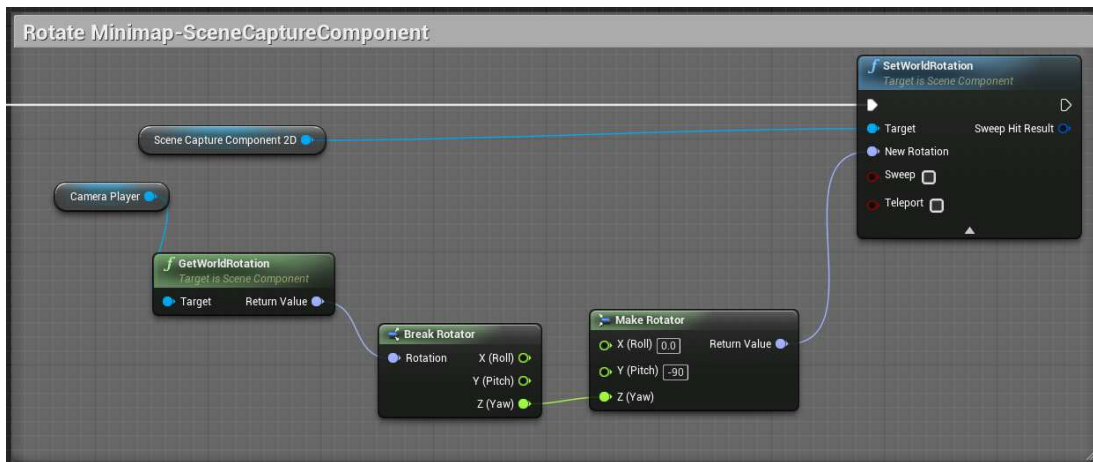 Rotate Minimap-SceneCaptureComponent
f SetWorldRotation
Target is Scene Component
Target
Sweep Hit Result
New Rotation
Sweep
Teleport
Scene Capture Component 2D
Camera Player
f GetWorldRotation
Target is Scene Component
Target
Return Value
Break Rotator
Rotation
X (Roll)
Y (Pitch)
Z (Yaw)
Make Rotator
X (Roll) 0.0
Return Value
Y (Pitch) -90
Z (Yaw)